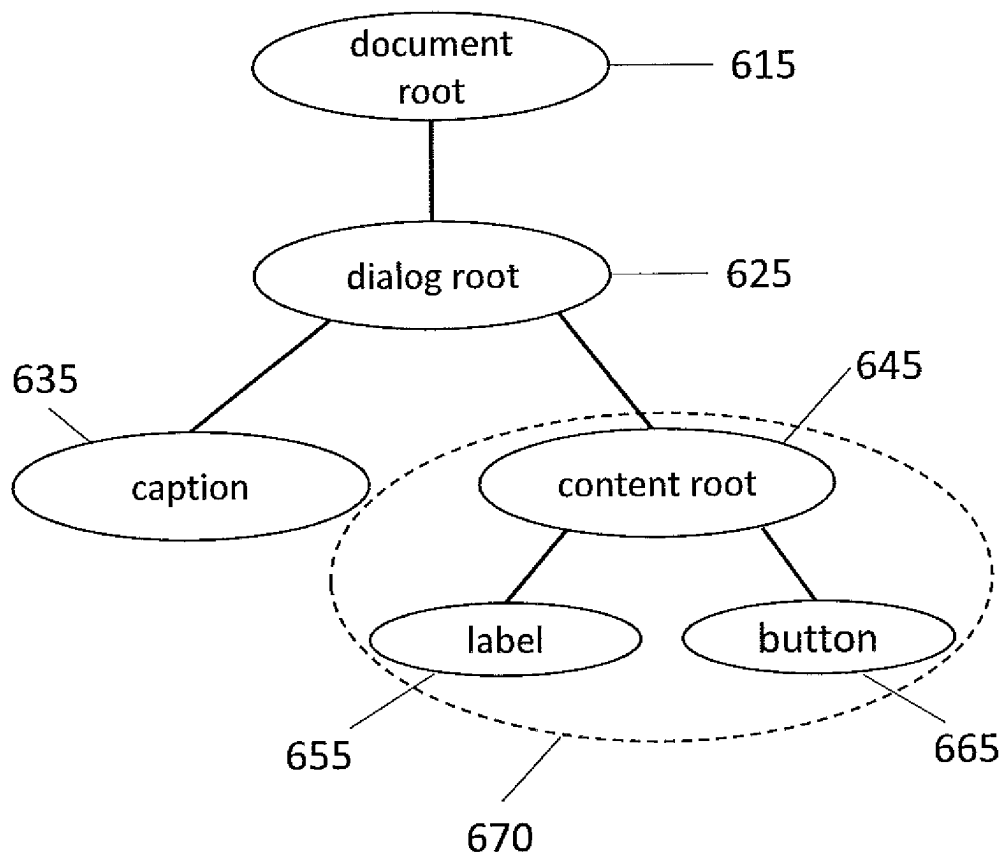 document
root
615
dialog root
625
635
645
caption
content root
label
button
655
665
670